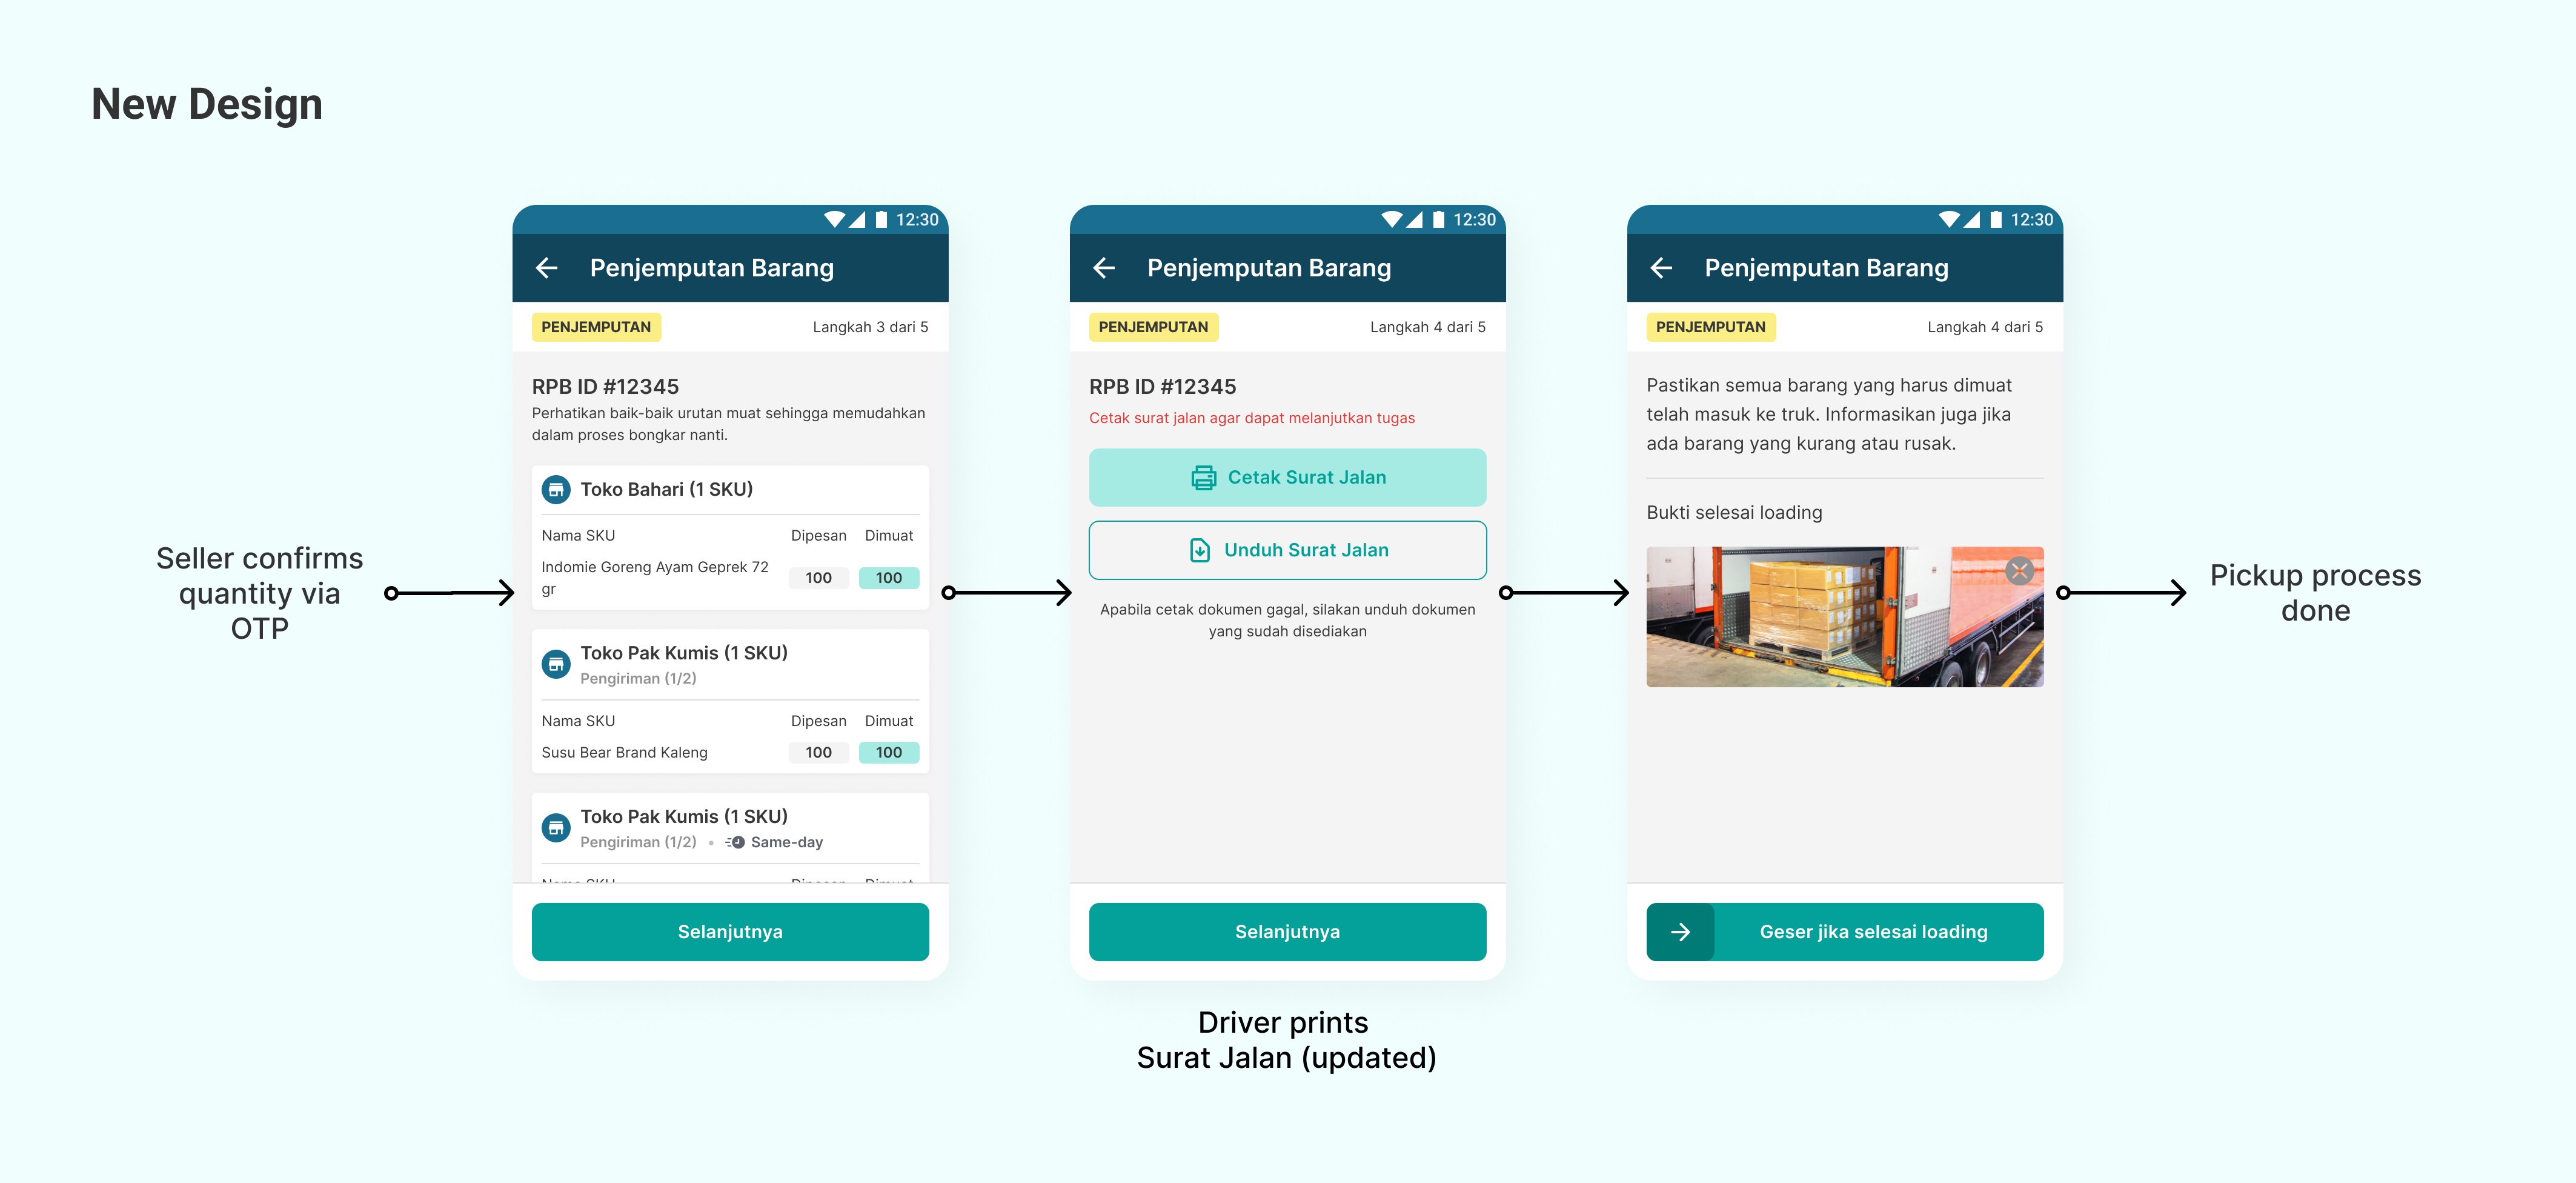 New Design
Seller confirms
quantity via
OTP
12:30
Penjemputan Barang
PENJEMPUTAN
Langkah 3 dari 5
RPB ID #12345
Perhatikan baik-baik urutan muat sehingga memudahkan
dalam proses bongkar nanti.
Toko Bahari (1 SKU)
Nama SKU Dipesan Dimuat
Indomie Goreng Ayam Geprek 72
gr
100 100
Toko Pak Kumis (1 SKU)
Pengiriman (1/2)
Nama SKU Dipesan Dimuat
Susu Bear Brand Kaleng 100 100
Toko Pak Kumis (1 SKU)
Pengiriman (1/2) • Same-day
Nama SKU Dipesan Dimuat
Selanjutnya
12:30
Penjemputan Barang
PENJEMPUTAN
Langkah 4 dari 5
RPB ID #12345
Cetak surat jalan agar dapat melanjutkan tugas
Cetak Surat Jalan
Unduh Surat Jalan
Apabila cetak dokumen gagal, silakan unduh dokumen
yang sudah disediakan
Selanjutnya
Driver prints
Surat Jalan (updated)
12:30
Penjemputan Barang
PENJEMPUTAN
Langkah 4 dari 5
Pastikan semua barang yang harus dimuat
telah masuk ke truk. Informasikan juga jika
ada barang yang kurang atau rusak.
Bukti selesai loading
Geser jika selesai loading
Pickup process
done